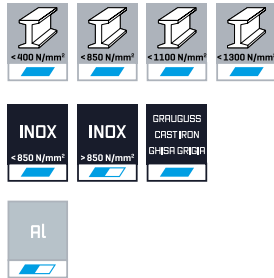 <400 N/mm² <850 N/mm² <1100 N/mm² <1300 N/mm²
INOX INOX GRAUGUSS
CAST IRON
GHISA GRIGIA
<850 N/mm² >850 N/mm²
Al